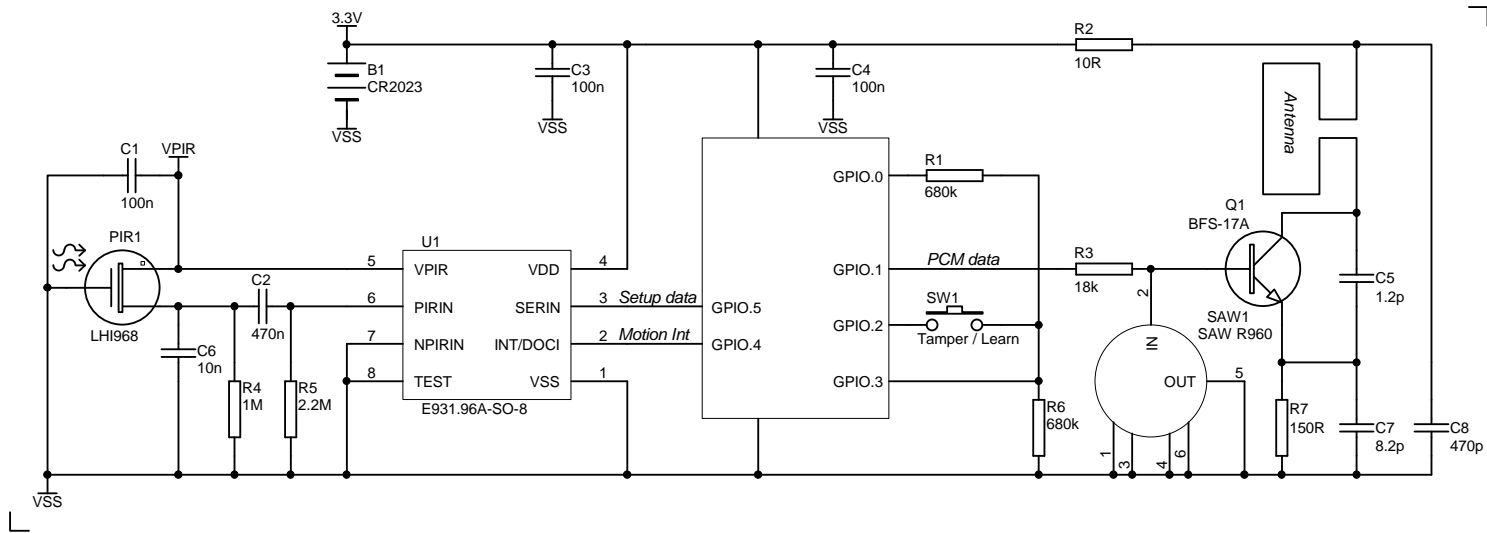 3.3V
R2
10R
B1
CR2023
VSS
C3
100n
VSS
C4
100n
VSS
Antenna
C1
100n
VPIR
PIR1
LHI968
C2
470n
C6
10n
R4
1M
R5
2.2M
U1
5 VPIR VDD 4
6 PIRIN SERIN 3 Setup data
7 NPIRIN INT/DOCI 2 Motion Int
8 TEST VSS 1
E931.96A-SO-8
GPIO.0
GPIO.1
GPIO.5
GPIO.2
GPIO.4
GPIO.3
R1
680k
PCM data
SW1
Tamper / Learn
R3
18k
R6
680k
Q1
BFS-17A
SAW1
SAW R960
2
IN
OUT 5
1
3
4
6
C5
1.2p
R7
150R
C7
8.2p
C8
470p
VSS